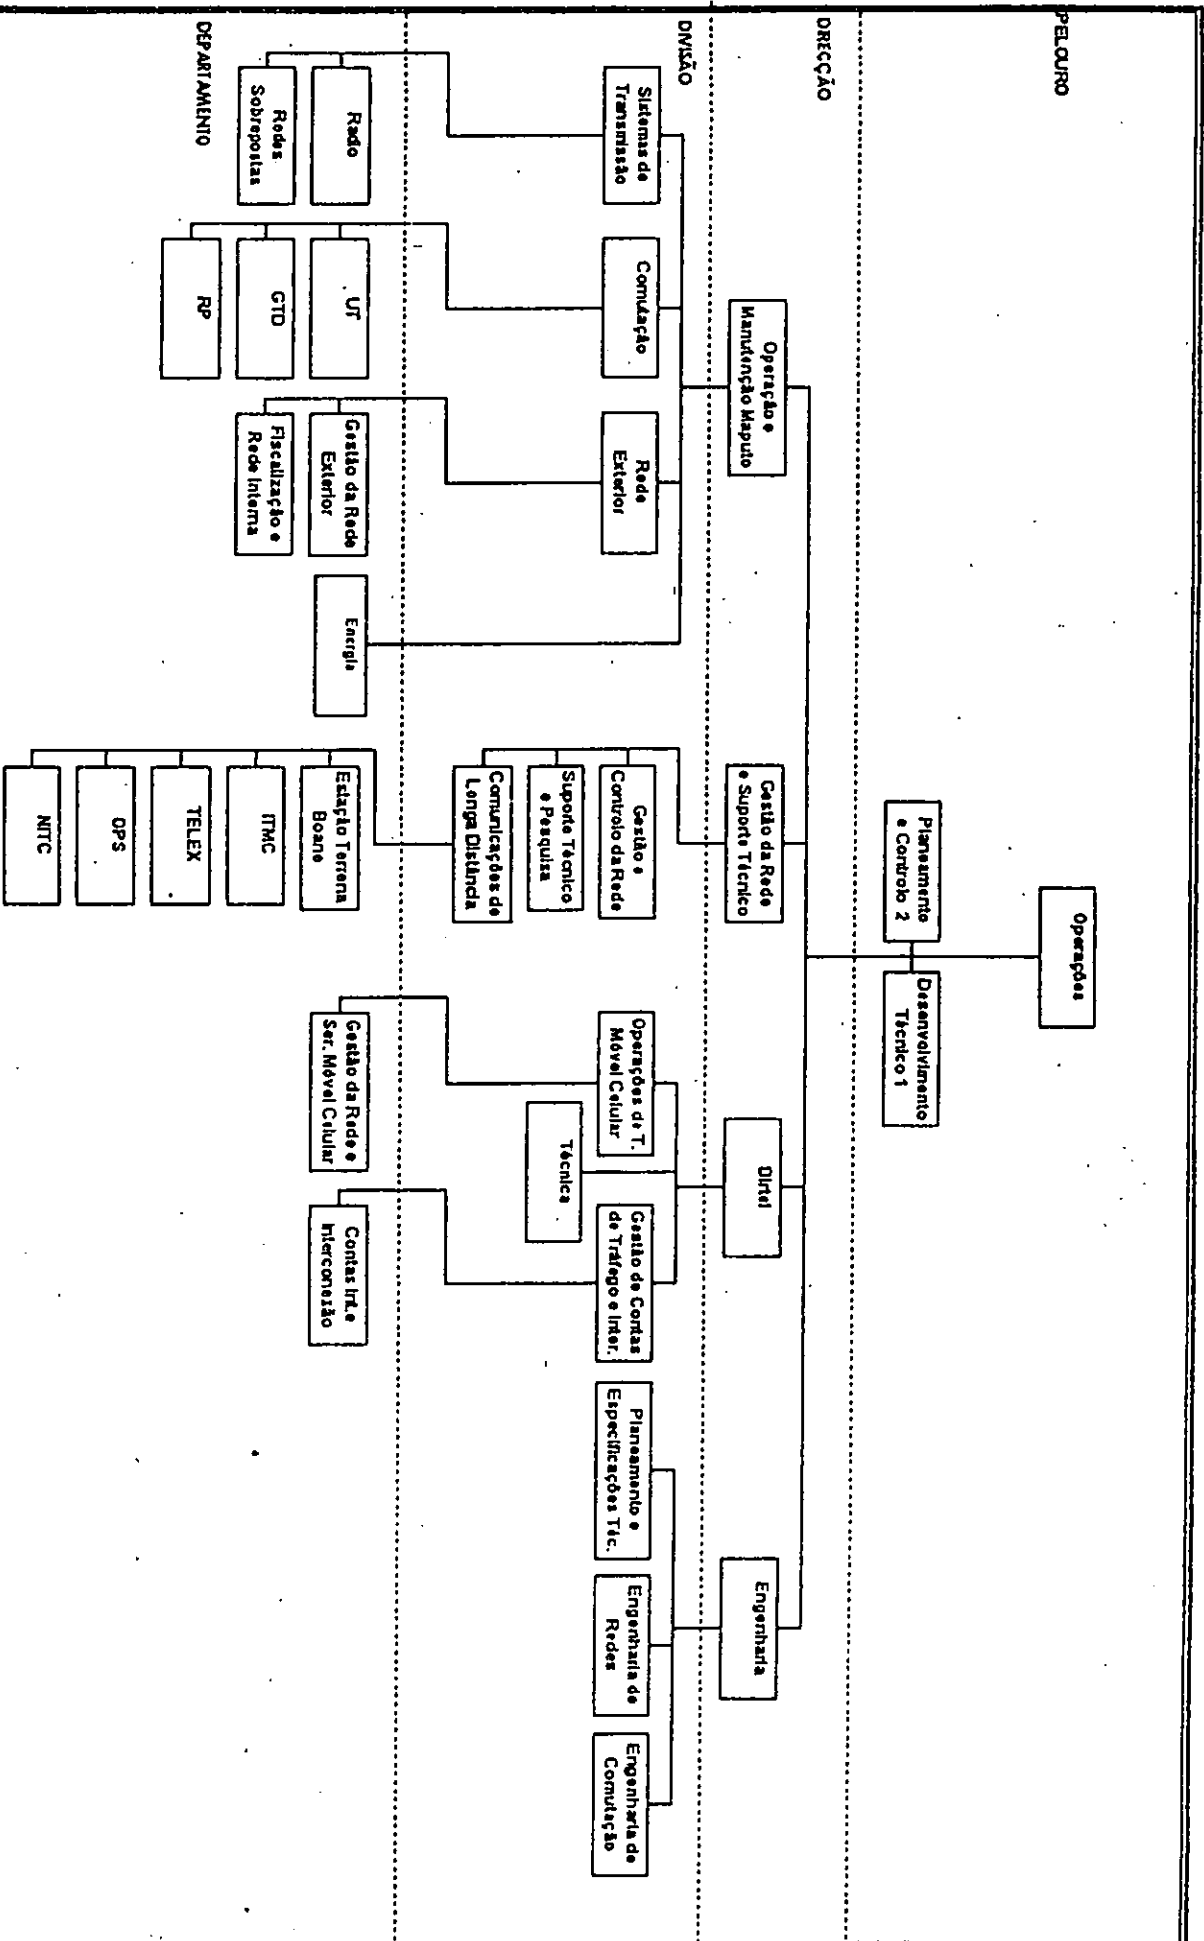 PELOURO
Operações
Planeamento
e Controlo 2
Desenvolvimento
Técnico 1
DIRECÇÃO
Operação e
Manutenção Maputo
Gestão da Rede
e Suporte Técnico
Dirtel
Engenharia
DIVISÃO
Sistemas de
Transmissão
Comutação
Rede
Exterior
Gestão e
Controlo da Rede
Suporte Técnico
e Pesquiza
Comunicações de
Longa Distância
Operações de T.
Móvel Celular
Técnica
Gestão de Contas
de Tráfego e Inter.
Planeamento e
Especificações Téc.
Engenharia de
Redes
Engenharia de
Comutação
DEPARTAMENTO
Radio
Redes
Sobrepostas
UT
GTD
RP
Gestão da Rede
Exterior
Fiscalização e
Rede Interna
Energia
Estação Terrena
Boane
ITMC
TELEX
OPS
NITC
Gestão da Rede e
Ser. Móvel Celular
Contas Int. e
Interconexão